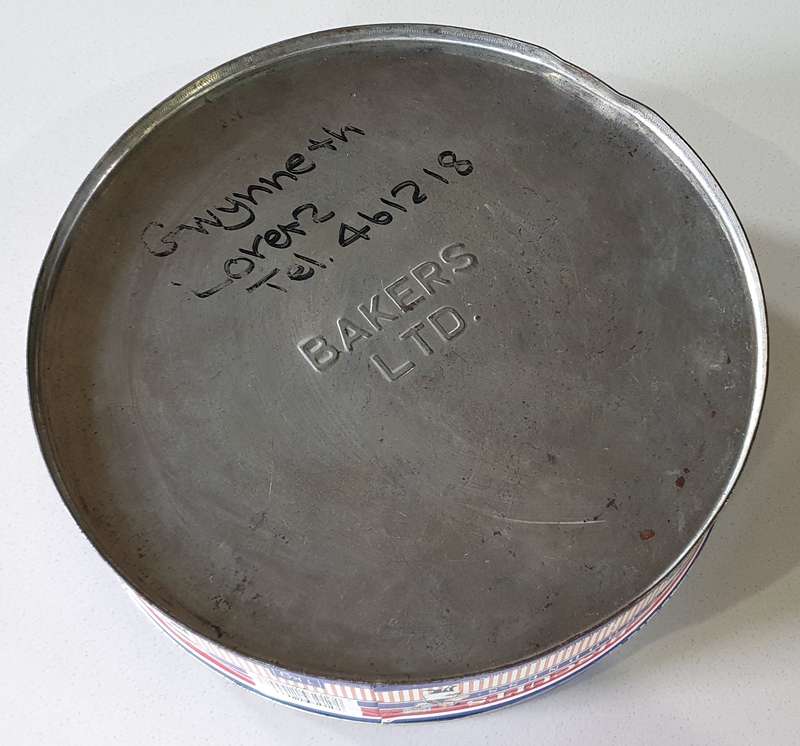 Gwynneth
Lorenz
Tel. 461218
BAKERS
LTD.